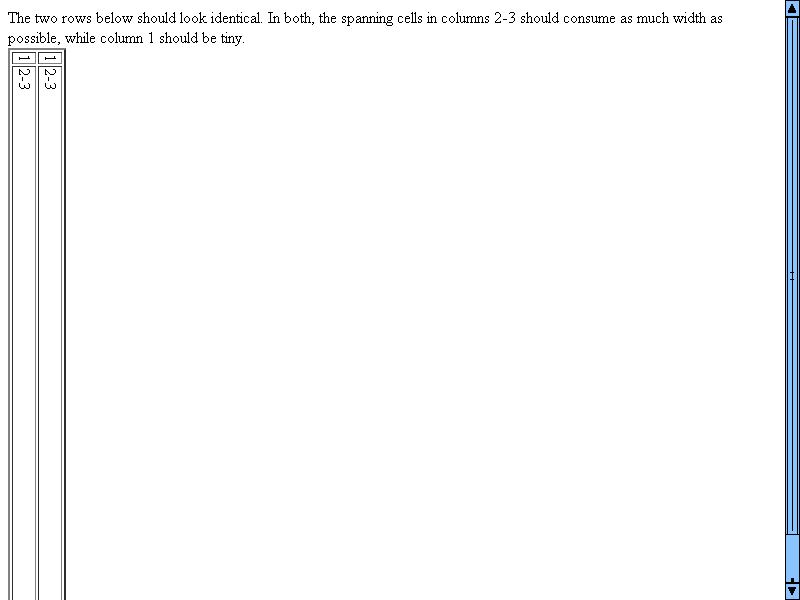 The two rows below should look identical. In both, the spanning cells in columns 2-3 should consume as much width as
possible, while column 1 should be tiny.
1 2-3
1 2-3